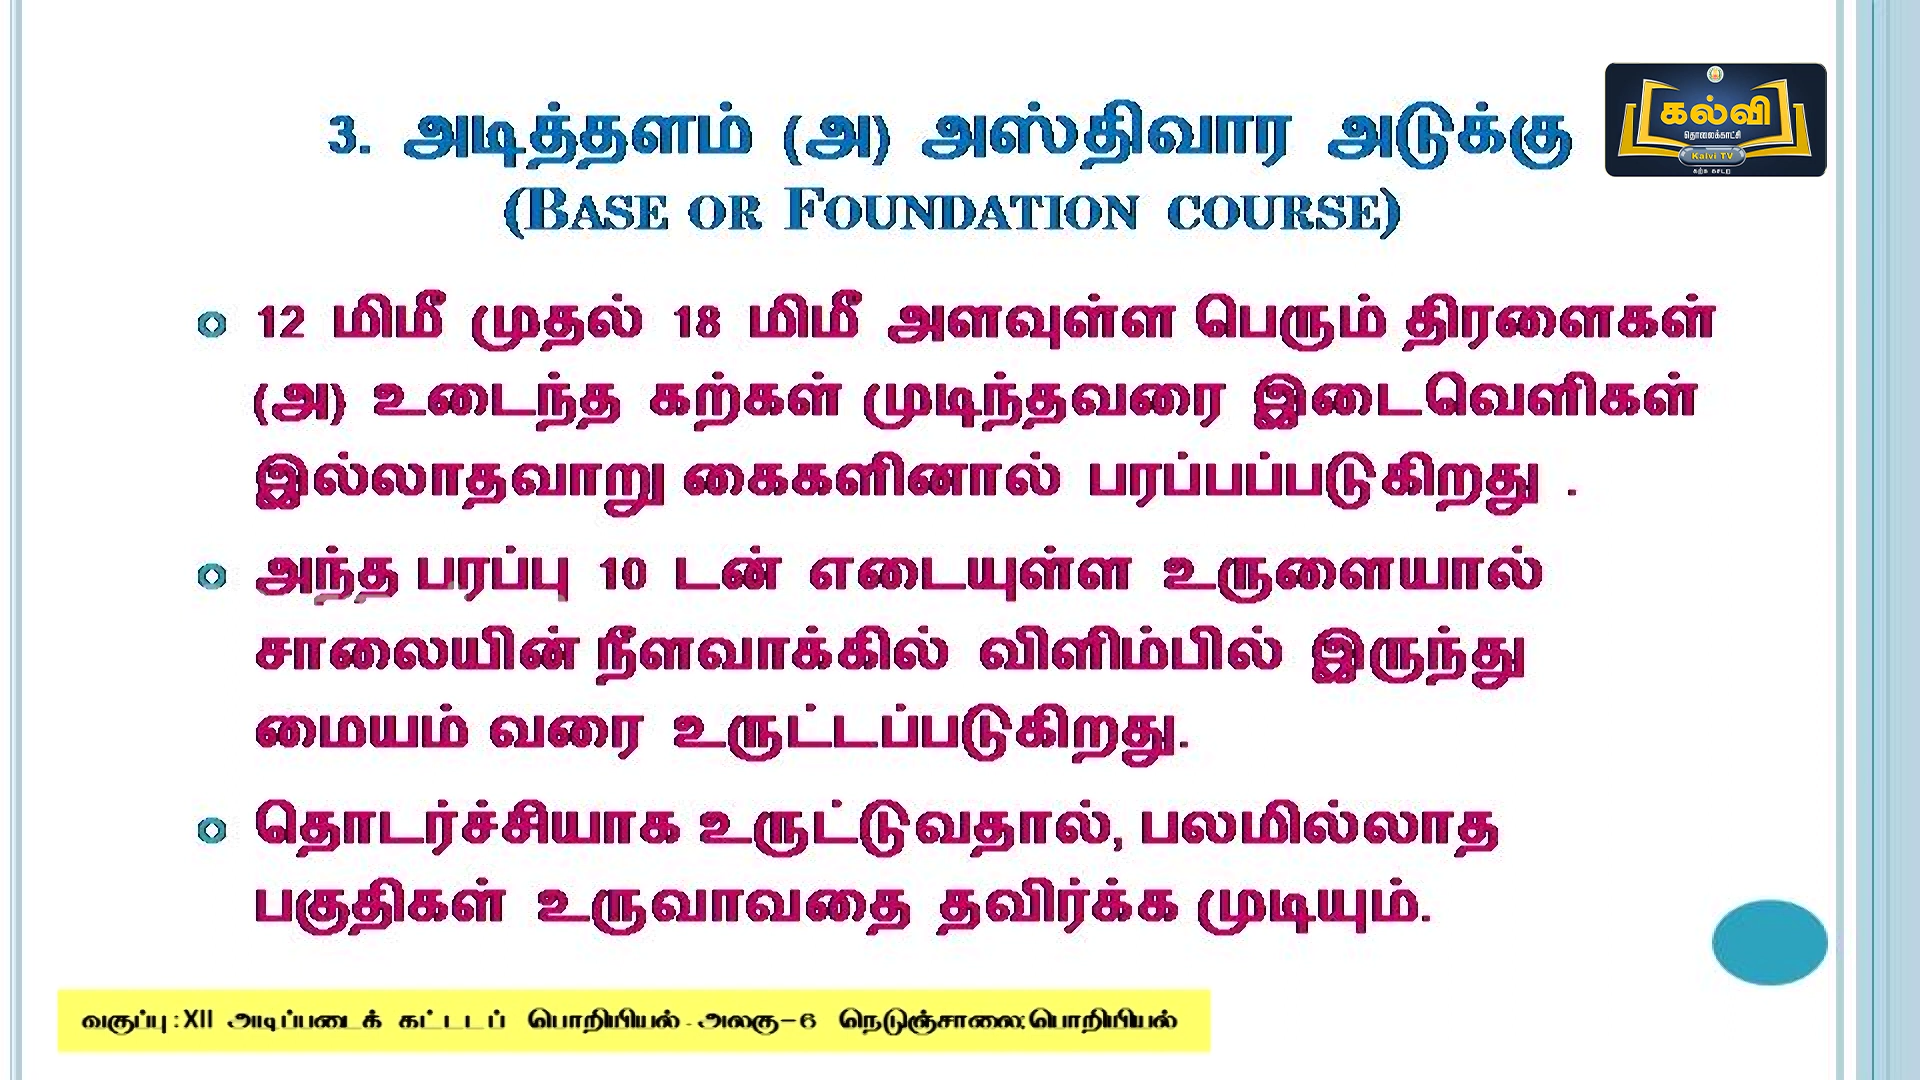 கல்வி
தொலைக்காட்சி
Kalvi TV
கற்க கசடற
3. அடித்தளம் (அ) அஸ்திவார அடுக்கு
(BASE OR FOUNDATION COURSE)
12 மிமீ முதல் 18 மிமீ அளவுள்ள பெரும் திரளைகள்
(அ) உடைந்த கற்கள் முடிந்தவரை இடைவெளிகள்
இல்லாதவாறு கைகளினால் பரப்பப்படுகிறது .
அந்த பரப்பு 10 டன் எடையுள்ள உருளையால்
சாலையின் நீளவாக்கில் விளிம்பில் இருந்து
மையம் வரை உருட்டப்படுகிறது.
தொடர்ச்சியாக உருட்டுவதால், பலமில்லாத
பகுதிகள் உருவாவதை தவிர்க்க முடியும்.
வகுப்பு : XII அடிப்படைக் கட்டடப் பொறியியல் - அலகு– 6 நெடுஞ்சாலை பொறியியல்